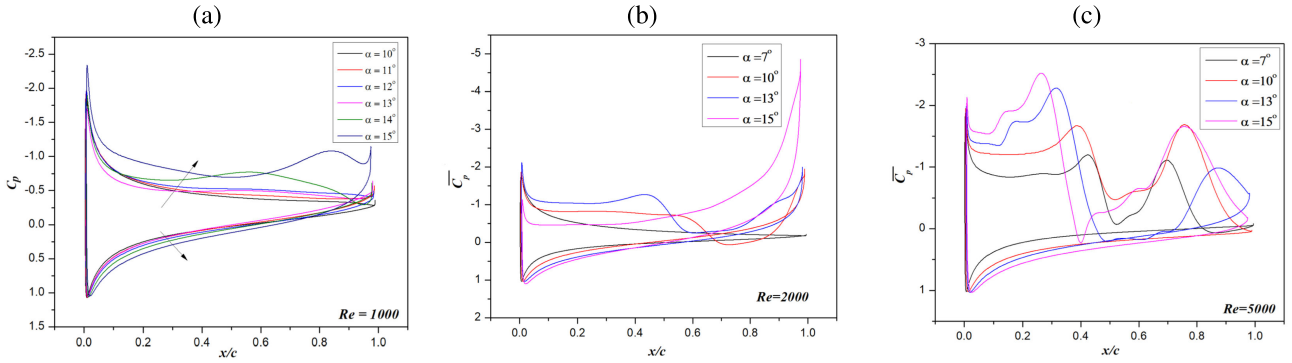 (a)
(b)
(c)
-2.5
-2.0
-1.5
-1.0
-0.5
0.0
0.5
1.0
1.5
C_p
0.0
0.2
0.4
0.6
0.8
1.0
x/c
α = 10°
α = 11°
α = 12°
α = 13°
α = 14°
α = 15°
Re = 1000
-5
-4
-3
-2
-1
0
1
2
C_p
0.0
0.2
0.4
0.6
0.8
1.0
x/c
α =7°
α =10°
α =13°
α =15°
Re=2000
-3
-2
-1
0
1
C_p
0.0
0.2
0.4
0.6
0.8
1.0
x/c
α =7°
α =10°
α =13°
α =15°
Re=5000